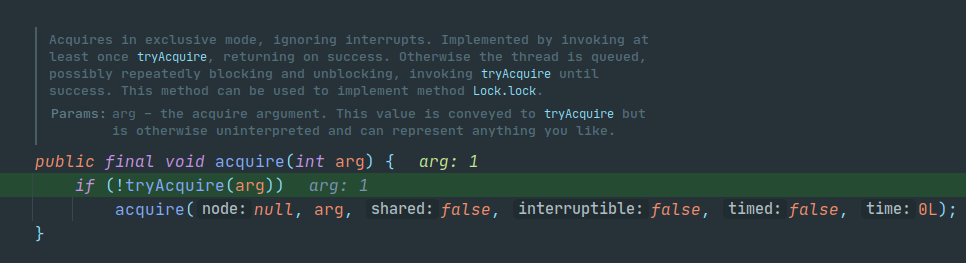 Acquires in exclusive mode, ignoring interrupts. Implemented by invoking at
least once tryAcquire, returning on success. Otherwise the thread is queued,
possibly repeatedly blocking and unblocking, invoking tryAcquire until
success. This method can be used to implement method Lock.lock.
Params: arg – the acquire argument. This value is conveyed to tryAcquire but
is otherwise uninterpreted and can represent anything you like.
public final void acquire(int arg) { arg: 1
if (!tryAcquire(arg)) arg: 1
acquire( node: null, arg, shared: false, interruptible: false, timed: false, time: 0L);
}